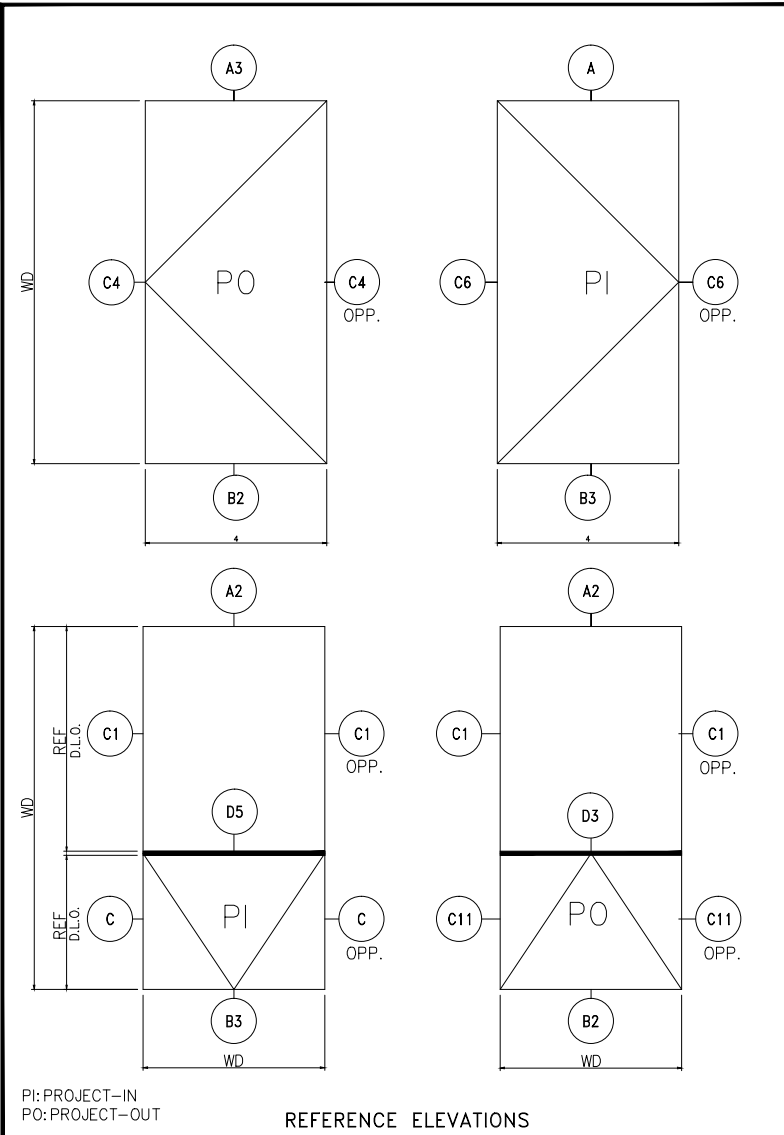 A3
A
WD
C4
PO
C4
OPP.
C6
PI
C6
OPP.
B2
B3
4
4
A2
A2
WD
REF
D.L.O.
C1
C1
OPP.
C1
C1
OPP.
D5
D3
REF
D.L.O.
C
PI
C
OPP.
C11
PO
C11
OPP.
B3
B2
WD
WD
PI: PROJECT-IN
PO: PROJECT-OUT
REFERENCE ELEVATIONS